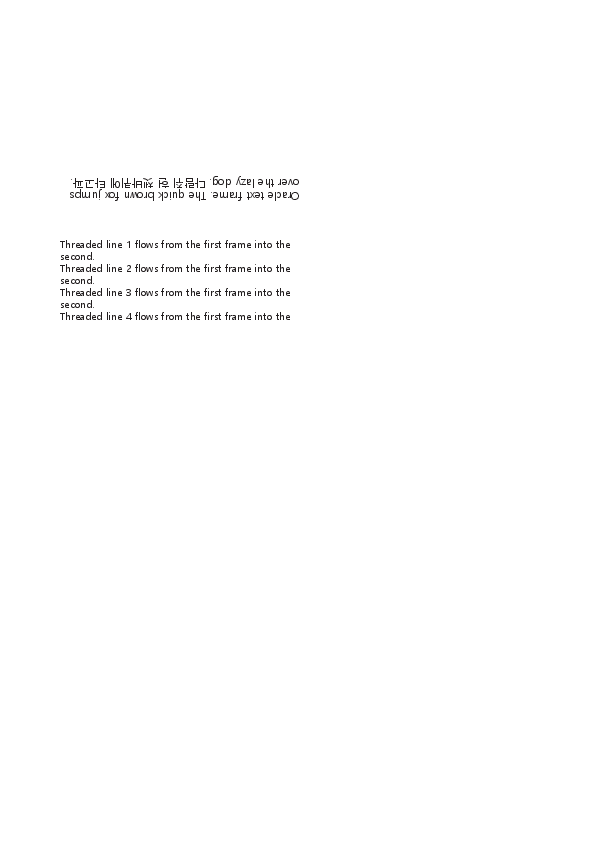 Oracle text frame. The quick brown fox jumps
over the lazy dog. 다람쥐 헌 쳇바퀴에 타고파.
Threaded line 1 flows from the first frame into the
second.
Threaded line 2 flows from the first frame into the
second.
Threaded line 3 flows from the first frame into the
second.
Threaded line 4 flows from the first frame into the